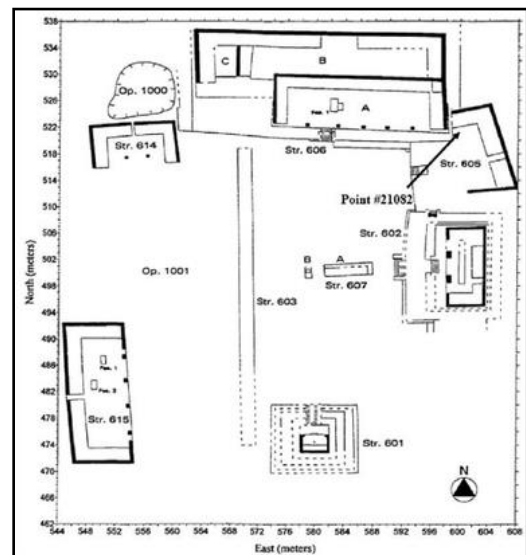 538
534
530
526
522
518
514
510
506
502
498
494
490
486
482
478
474
470
466
462
North (meters)
C
B
A
Op. 1000
Str. 614
Str. 606
Str. 605
Point #21082
Str. 602
B
A
Str. 607
Op. 1001
Str. 603
Str. 615
Str. 601
N
544 548 552 556 560 564 568 572 576 580 584 588 592 596 600 604 608
East (meters)